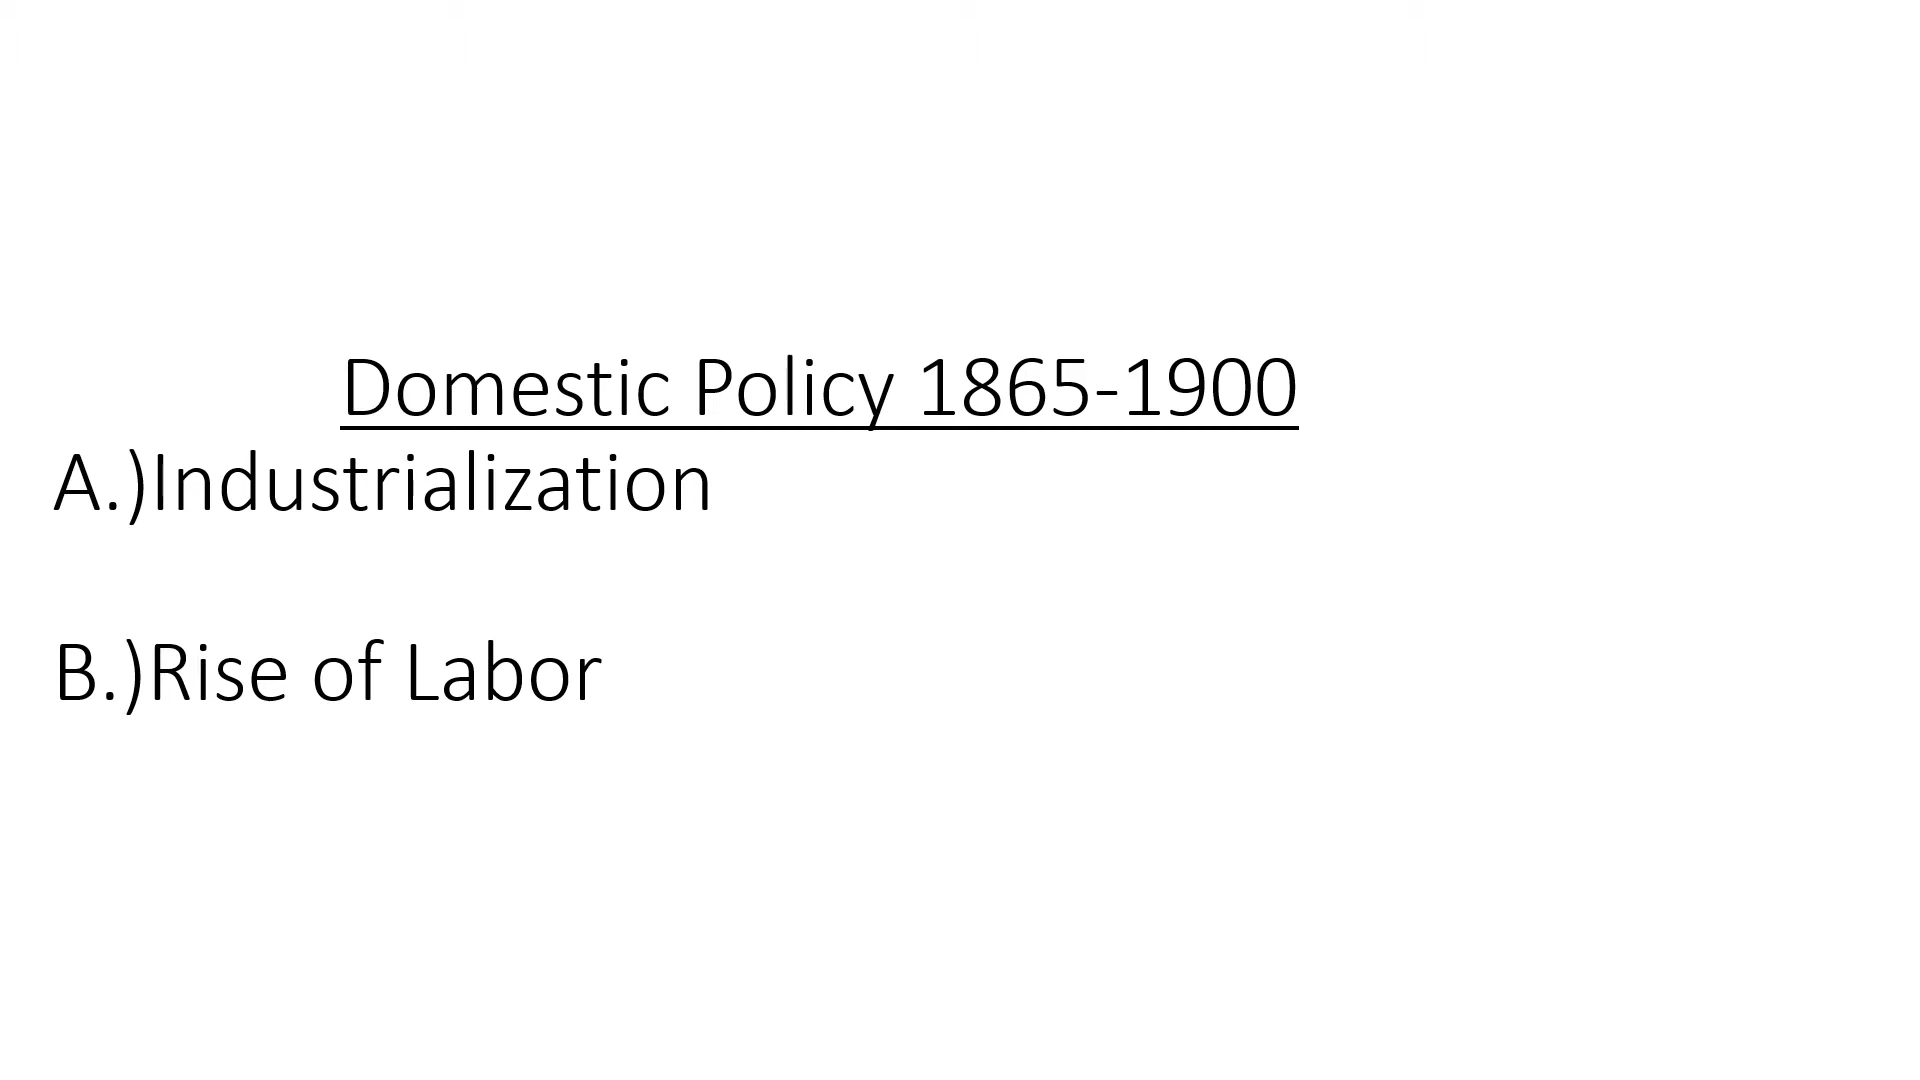 Domestic Policy 1865-1900
A.)Industrialization
B.)Rise of Labor